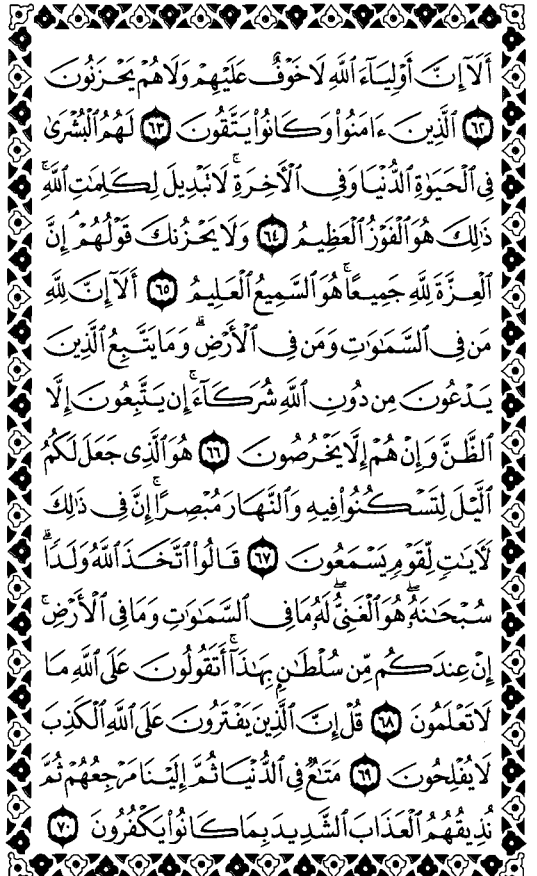 أَلَآ إِنَّ أَوْلِيَآءَ ٱللَّهِ لَا خَوْفٌ عَلَيْهِمْ وَلَا هُمْ يَحْزَنُونَ
﴿٦٢﴾ ٱلَّذِينَ ءَامَنُوا۟ وَكَانُوا۟ يَتَّقُونَ ﴿٦٣﴾ لَهُمُ ٱلْبُشْرَىٰ
فِى ٱلْحَيَوٰةِ ٱلدُّنْيَا وَفِى ٱلْـَٔاخِرَةِ ۚ لَا تَبْدِيلَ لِكَلِمَٰتِ ٱللَّهِ ۚ
ذَٰلِكَ هُوَ ٱلْفَوْزُ ٱلْعَظِيمُ ﴿٦٤﴾ وَلَا يَحْزُنكَ قَوْلُهُمْ ۘ إِنَّ
ٱلْعِزَّةَ لِلَّهِ جَمِيعًا ۚ هُوَ ٱلسَّمِيعُ ٱلْعَلِيمُ ﴿٦٥﴾ أَلَآ إِنَّ لِلَّهِ
مَن فِى ٱلسَّمَٰوَٰتِ وَمَن فِى ٱلْأَرْضِ ۗ وَمَا يَتَّبِعُ ٱلَّذِينَ
يَدْعُونَ مِن دُونِ ٱللَّهِ شُرَكَآءَ ۚ إِن يَتَّبِعُونَ إِلَّا
ٱلظَّنَّ وَإِنْ هُمْ إِلَّا يَخْرُصُونَ ﴿٦٦﴾ هُوَ ٱلَّذِى جَعَلَ لَكُمُ
ٱلَّيْلَ لِتَسْكُنُوا۟ فِيهِ وَٱلنَّهَارَ مُبْصِرًا ۚ إِنَّ فِى ذَٰلِكَ
لَـَٔايَٰتٍ لِّقَوْمٍ يَسْمَعُونَ ﴿٦٧﴾ قَالُوا۟ ٱتَّخَذَ ٱللَّهُ وَلَدًا ۗ
سُبْحَٰنَهُۥ ۖ هُوَ ٱلْغَنِىُّ ۖ لَهُۥ مَا فِى ٱلسَّمَٰوَٰتِ وَمَا فِى ٱلْأَرْضِ ۚ
إِنْ عِندَكُم مِّن سُلْطَٰنٍۭ بِهَٰذَآ ۚ أَتَقُولُونَ عَلَى ٱللَّهِ مَا
لَا تَعْلَمُونَ ﴿٦٨﴾ قُلْ إِنَّ ٱلَّذِينَ يَفْتَرُونَ عَلَى ٱللَّهِ ٱلْكَذِبَ
لَا يُفْلِحُونَ ﴿٦٩﴾ مَتَٰعٌ فِى ٱلدُّنْيَا ثُمَّ إِلَيْنَا مَرْجِعُهُمْ ثُمَّ
نُذِيقُهُمُ ٱلْعَذَابَ ٱلشَّدِيدَ بِمَا كَانُوا۟ يَكْفُرُونَ ﴿٧٠﴾